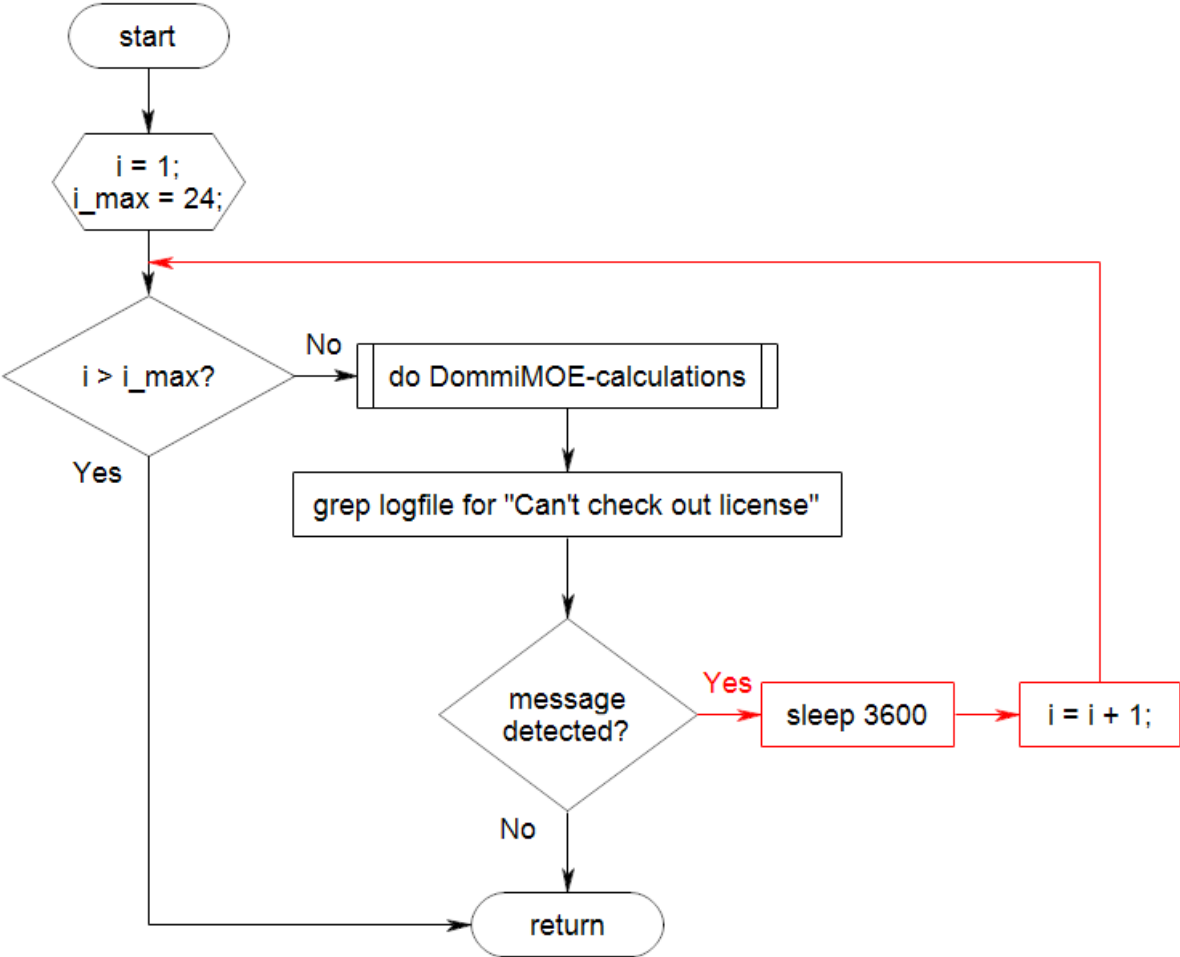 start
i = 1;
i_max = 24;
i > i_max?
No
do DommiMOE-calculations
Yes
grep logfile for "Can't check out license"
message
detected?
Yes
sleep 3600
i = i + 1;
No
return